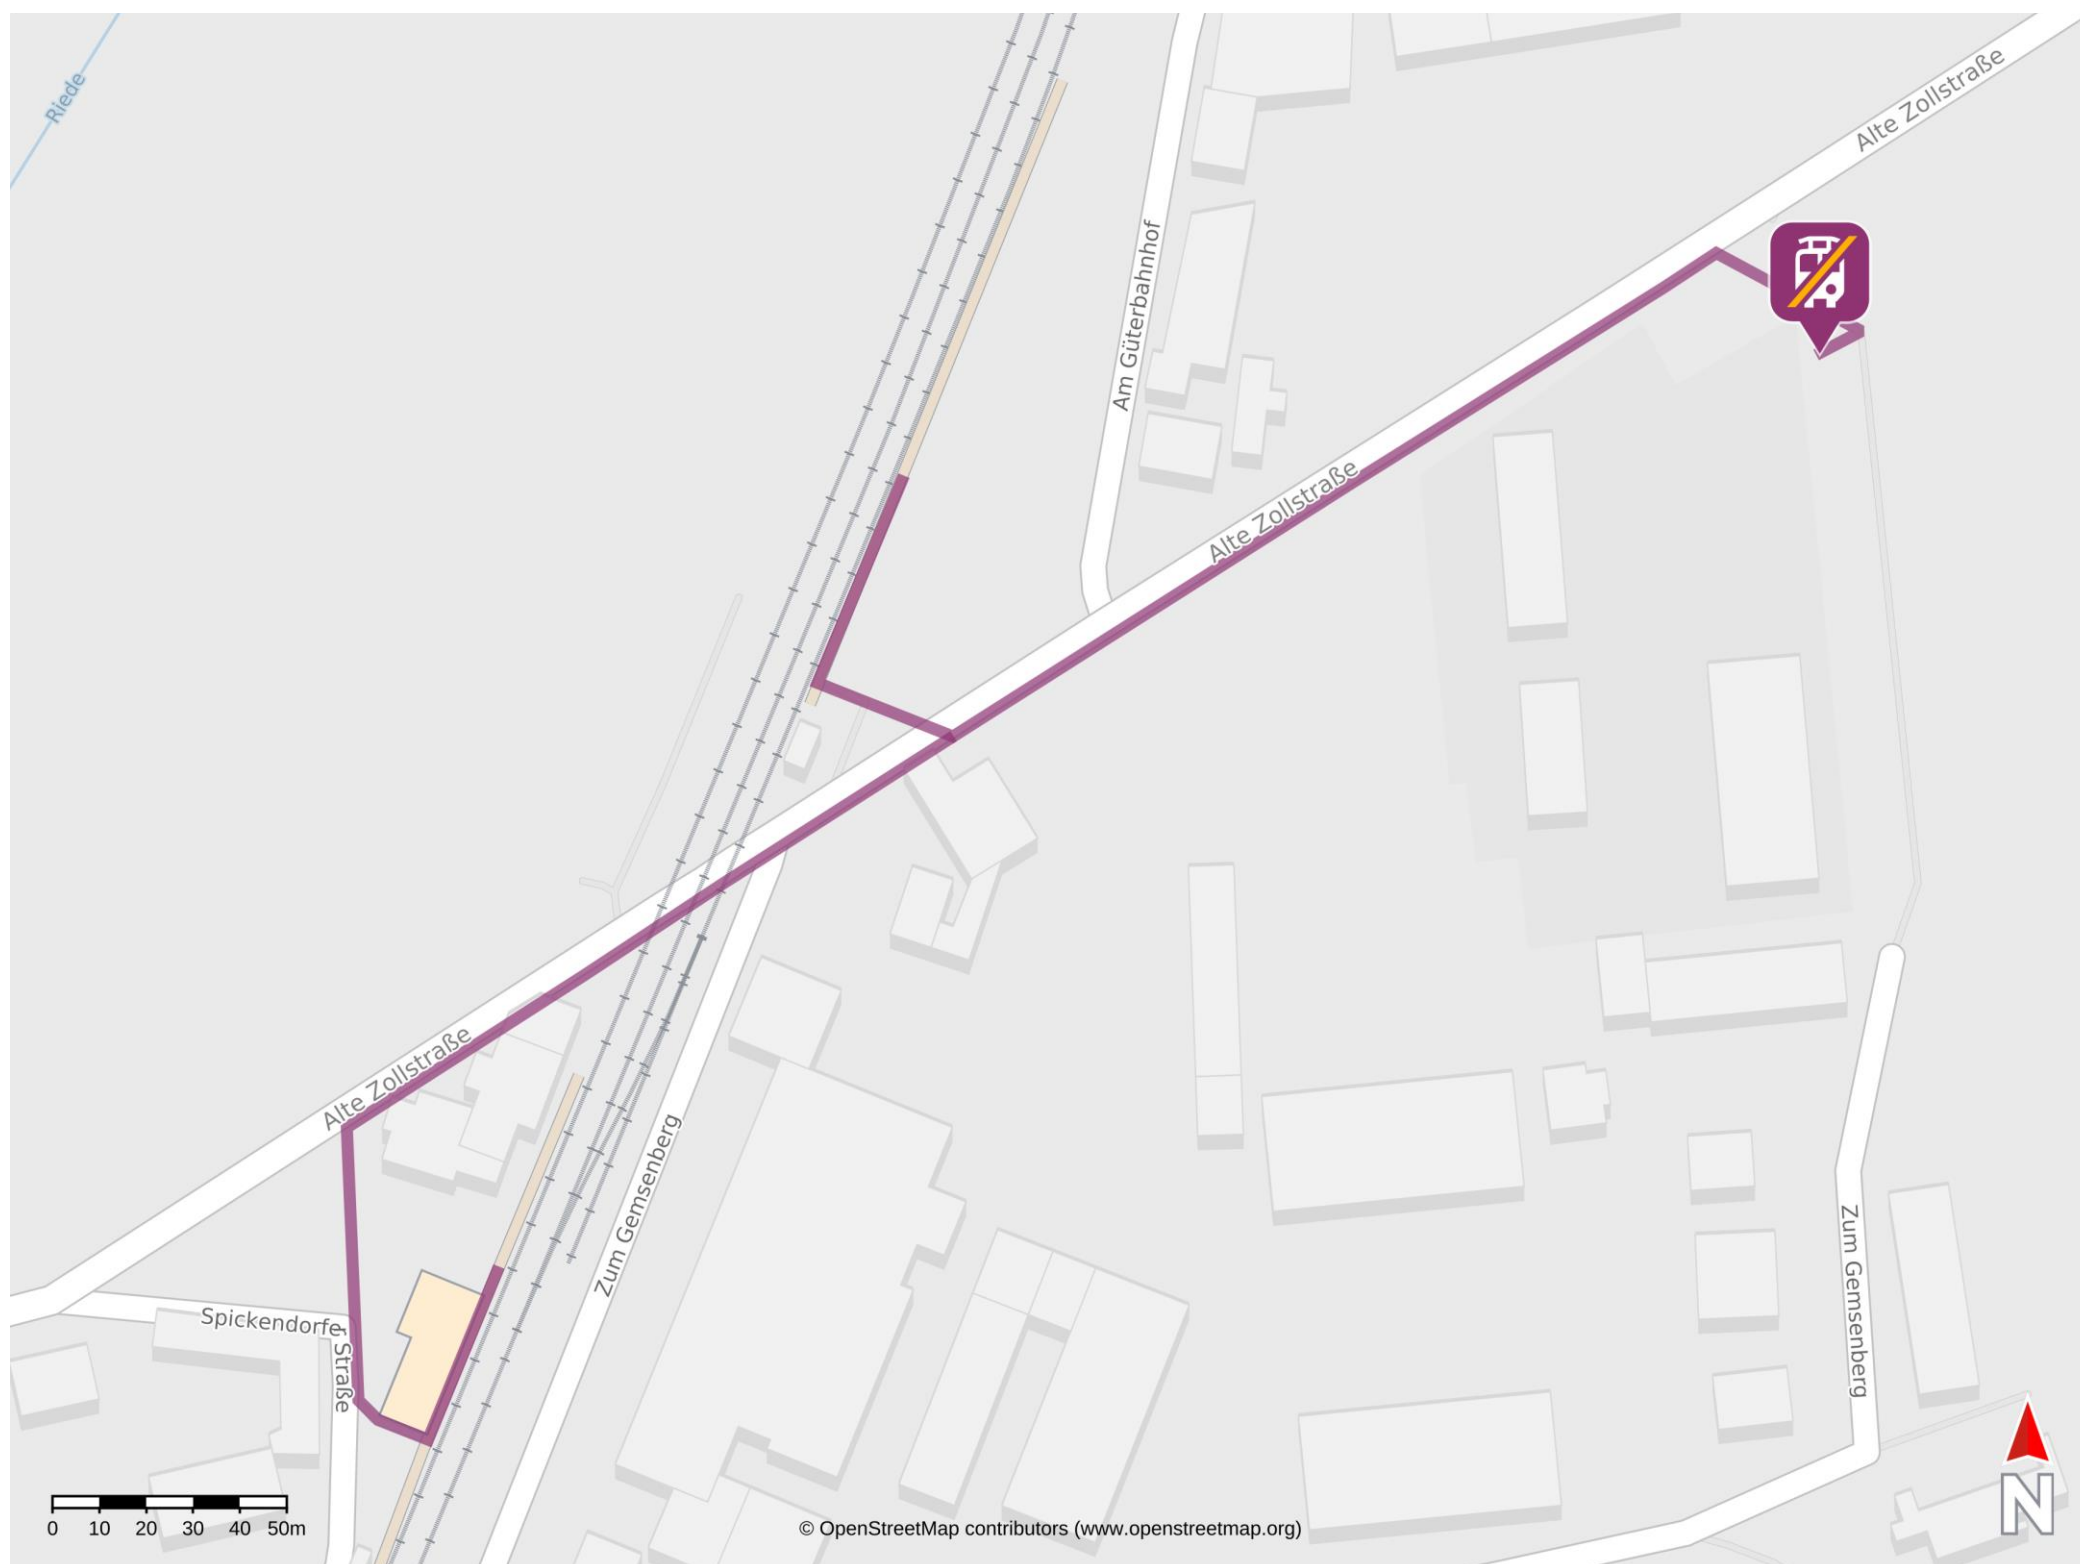 Riede
Alte Zollstraße
Am Güterbahnhof
Alte Zollstraße
Alte Zollstraße
Zum Gemsenberg
Zum Gemsenberg
Spickendorfer Straße
0 10 20 30 40 50m
© OpenStreetMap contributors (www.openstreetmap.org)
N